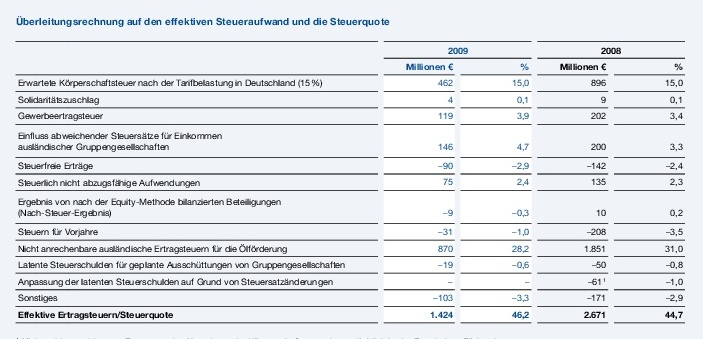 Überleitungsrechnung auf den effektiven Steueraufwand und die Steuerquote
2009 2008
Millionen € % Millionen € %
Erwartete Körperschaftsteuer nach der Tarifbelastung in Deutschland (15 %) 462 15,0 896 15,0
Solidaritätszuschlag 4 0,1 9 0,1
Gewerbeertragsteuer 119 3,9 202 3,4
Einfluss abweichender Steuersätze für Einkommen
ausländischer Gruppengesellschaften 146 4,7 200 3,3
Steuerfreie Erträge –90 –2,9 –142 –2,4
Steuerlich nicht abzugsfähige Aufwendungen 75 2,4 135 2,3
Ergebnis von nach der Equity-Methode bilanzierten Beteiligungen
(Nach-Steuer-Ergebnis) –9 –0,3 10 0,2
Steuern für Vorjahre –31 –1,0 –208 –3,5
Nicht anrechenbare ausländische Ertragsteuern für die Ölförderung 870 28,2 1.851 31,0
Latente Steuerschulden für geplante Ausschüttungen von Gruppengesellschaften –19 –0,6 –50 –0,8
Anpassung der latenten Steuerschulden auf Grund von Steuersatzänderungen – – –61¹ –1,0
Sonstiges –103 –3,3 –171 –2,9
Effektive Ertragsteuern/Steuerquote 1.424 46,2 2.671 44,7